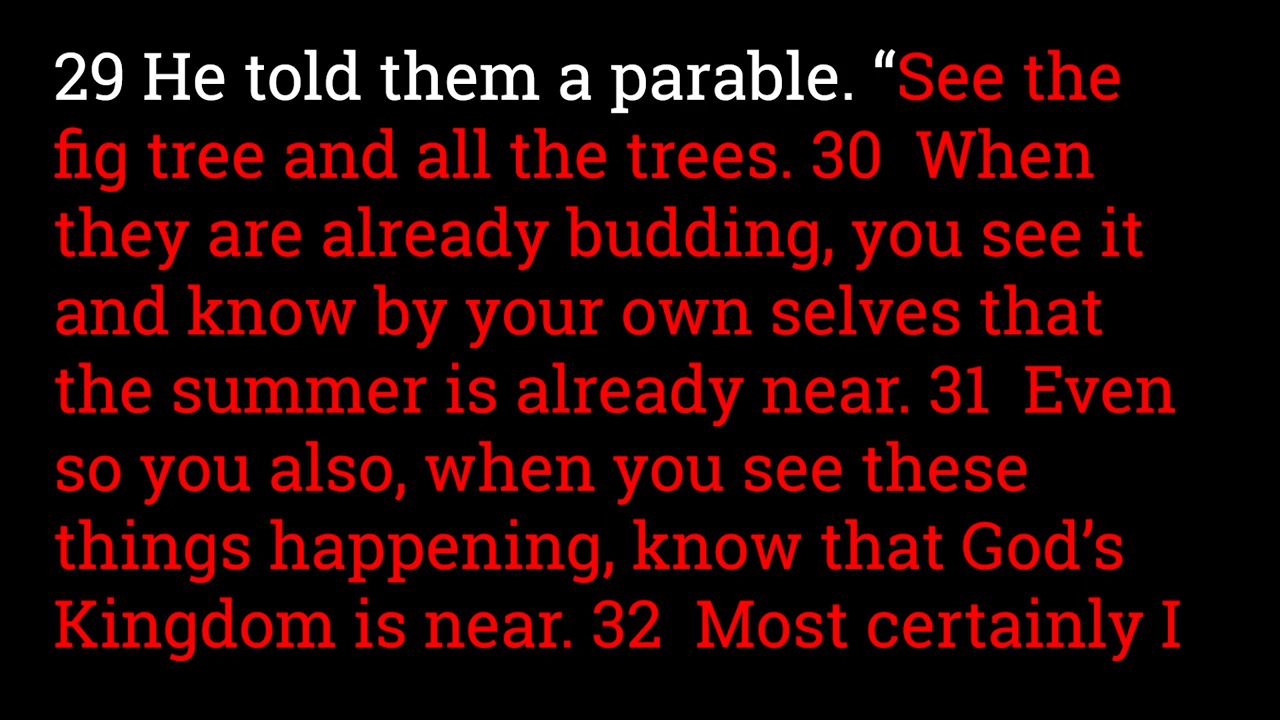 29 He told them a parable. “See the
fig tree and all the trees. 30  When
they are already budding, you see it
and know by your own selves that
the summer is already near. 31  Even
so you also, when you see these
things happening, know that God’s
Kingdom is near. 32  Most certainly I